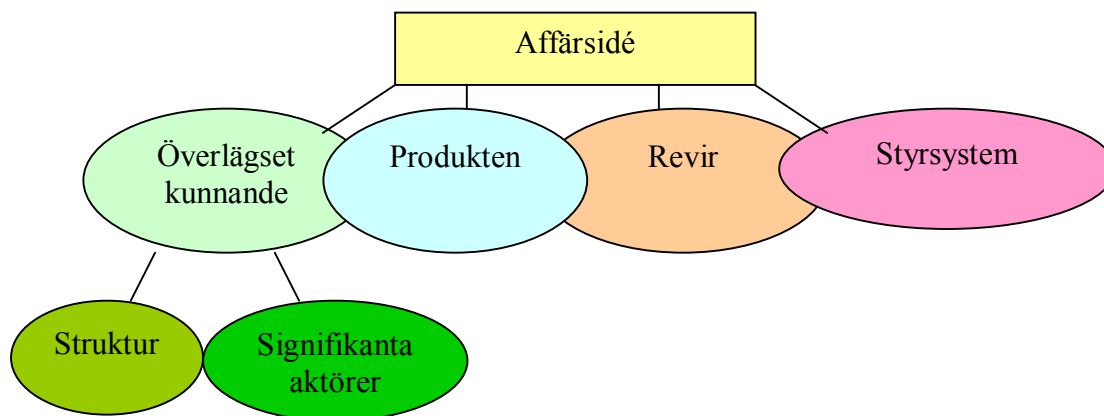 Affärsidé
Överlägset
kunnande
Produkten
Revir
Styrsystem
Struktur
Signifikanta
aktörer